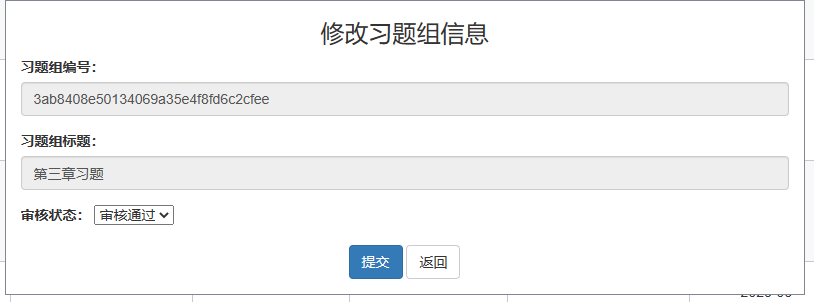 修改习题组信息
习题组编号：
3ab8408e50134069a35e4f8fd6c2cfee
习题组标题：
第三章习题
审核状态： 审核通过
提交 返回